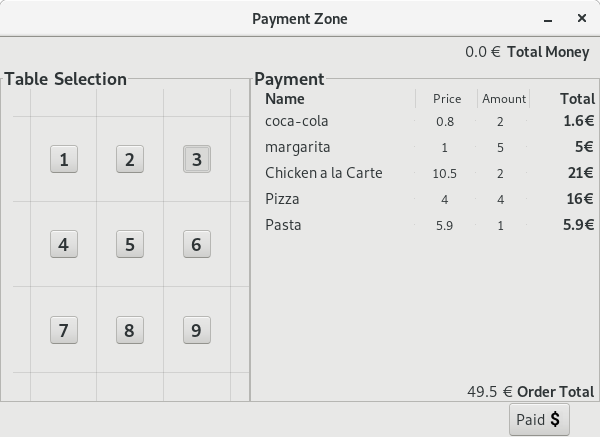 Payment Zone
0.0 € Total Money
Table Selection
1 2 3
4 5 6
7 8 9
Payment
Name Price Amount Total
coca-cola 0.8 2 1.6€
margarita 1 5 5€
Chicken a la Carte 10.5 2 21€
Pizza 4 4 16€
Pasta 5.9 1 5.9€
49.5 € Order Total
Paid $